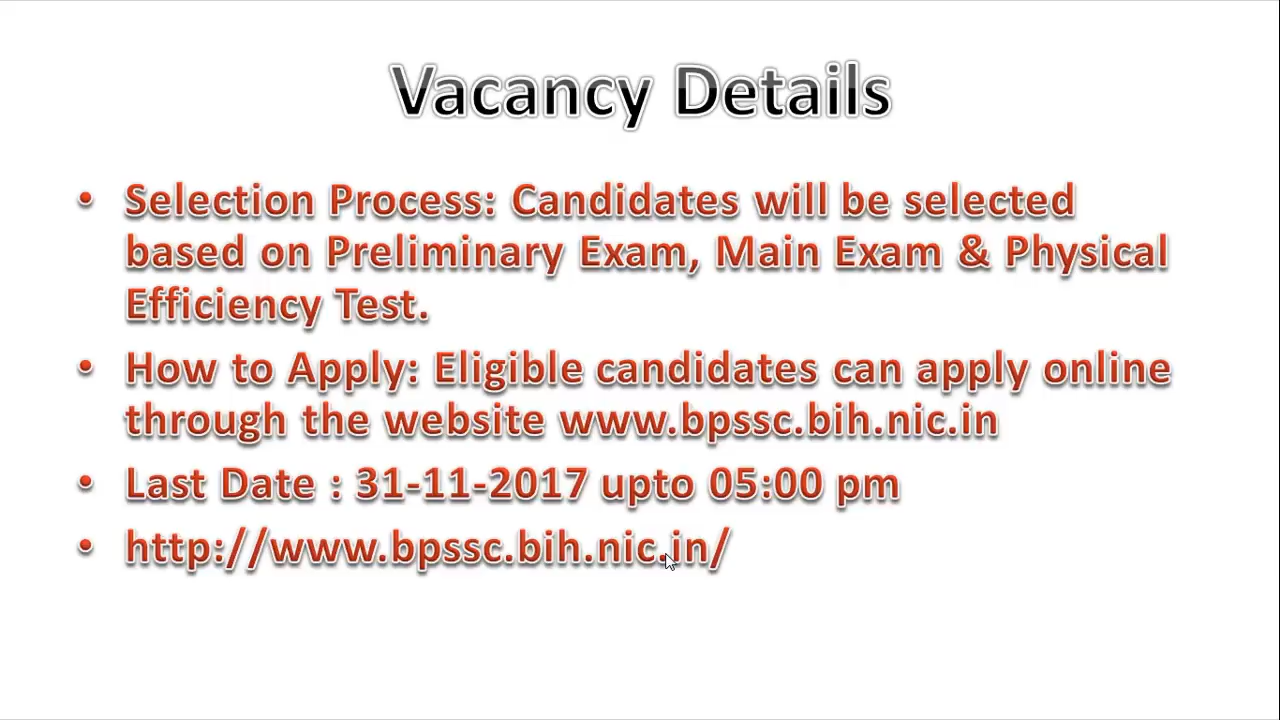 Vacancy Details
• Selection Process: Candidates will be selected
based on Preliminary Exam, Main Exam & Physical
Efficiency Test.
• How to Apply: Eligible candidates can apply online
through the website www.bpssc.bih.nic.in
• Last Date : 31-11-2017 upto 05:00 pm
• http://www.bpssc.bih.nic.in/